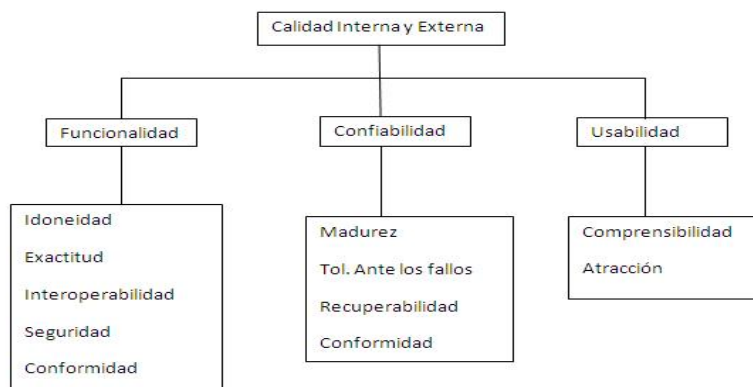 Calidad Interna y Externa
Funcionalidad
Confiabilidad
Usabilidad
Idoneidad
Exactitud
Interoperabilidad
Seguridad
Conformidad
Madurez
Tol. Ante los fallos
Recuperabilidad
Conformidad
Comprensibilidad
Atracción